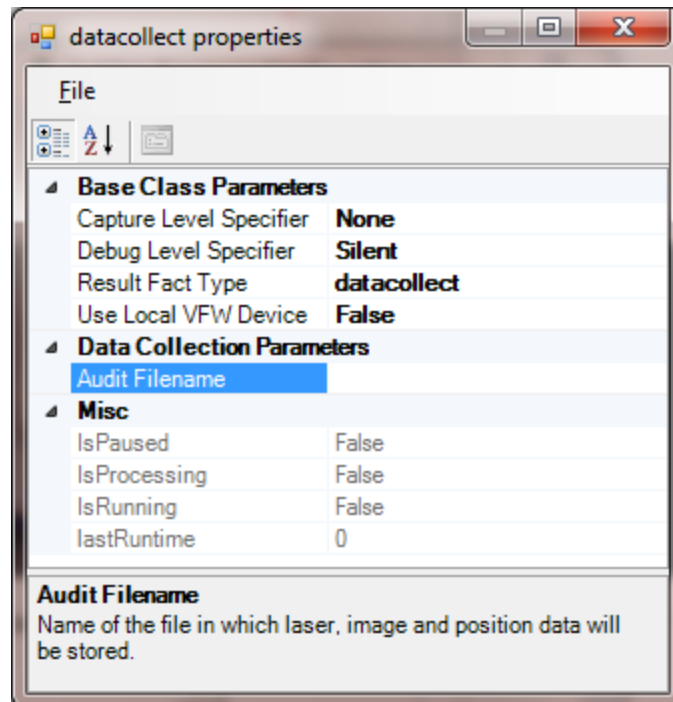 datacollect properties
File
A
Z
Base Class Parameters
Capture Level Specifier None
Debug Level Specifier Silent
Result Fact Type datacollect
Use Local VFW Device False
Data Collection Parameters
Audit Filename
Misc
IsPaused False
IsProcessing False
IsRunning False
lastRuntime 0
Audit Filename
Name of the file in which laser, image and position data will
be stored.